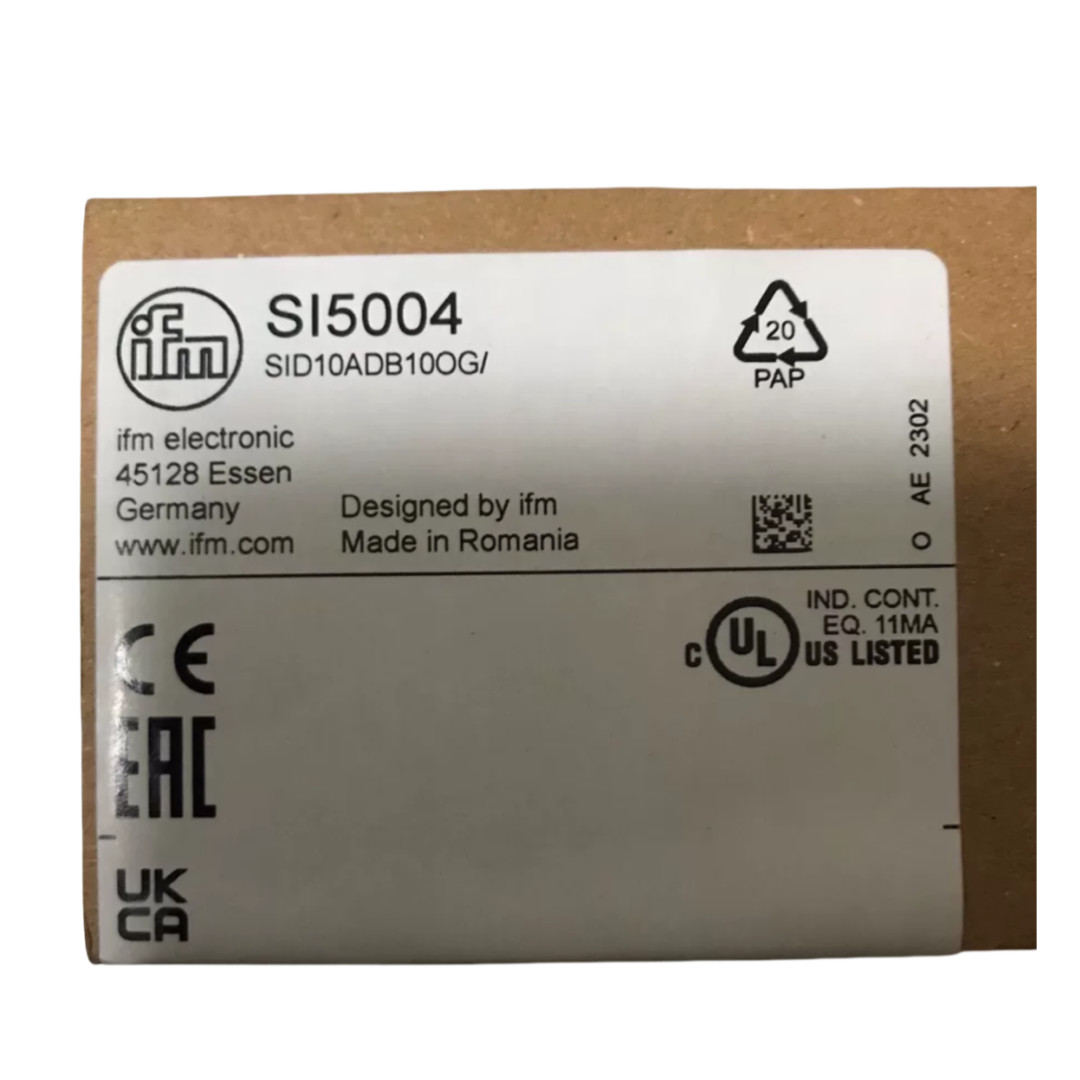 ifm
SI5004
SID10ADB10OG/
20
PAP
ifm electronic
45128 Essen
Germany
www.ifm.com
Designed by ifm
Made in Romania
O AE 2302
CE
EAC
UK
CA
C UL US LISTED
IND. CONT.
EQ. 11MA